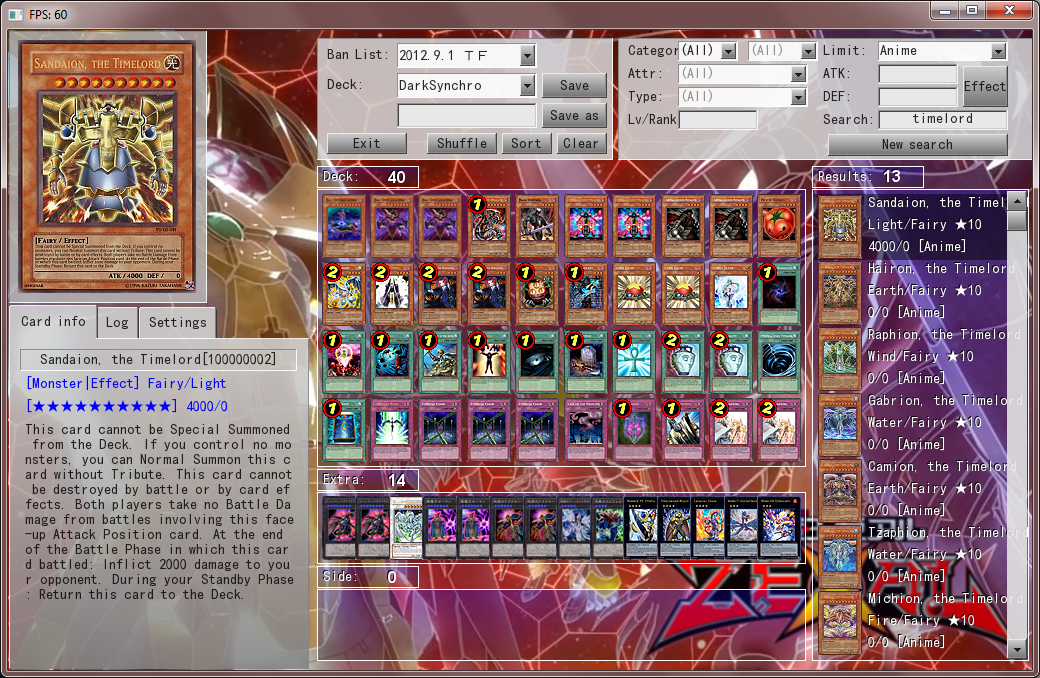 FPS: 60
SANDAION, THE TIMELORD
[FAIRY / EFFECT]
ATK / 4000 DEF / 0
©1996 KAZUKI TAKAHASHI
Card info
Log
Settings
Sandaion, the Timelord[100000002]
[Monster|Effect] Fairy/Light
[★★★★★★★★★★] 4000/0
This card cannot be Special Summoned
from the Deck. If you control no mo
nsters, you can Normal Summon this c
ard without Tribute. This card cannot
be destroyed by battle or by card ef
fects. Both players take no Battle Da
mage from battles involving this face
-up Attack Position card. At the end
of the Battle Phase in which this car
d battled: Inflict 2000 damage to you
r opponent. During your Standby Phase
: Return this card to the Deck.
Ban List: 2012.9.1 ＴＦ
Deck: DarkSynchro
Save
Save as
Exit
Shuffle
Sort
Clear
Categor (All) (All)
Limit: Anime
Attr: (All)
ATK:
Type: (All)
DEF:
Effect
Lv/Rank
Search: timelord
New search
Deck: 40
Extra: 14
Side: 0
Results: 13
Sandaion, the Timel
Light/Fairy ★10
4000/0 [Anime]
Hairon, the Timelord
Earth/Fairy ★10
0/0 [Anime]
Raphion, the Timelord
Wind/Fairy ★10
0/0 [Anime]
Gabrion, the Timelord
Water/Fairy ★10
0/0 [Anime]
Camion, the Timelord
Earth/Fairy ★10
0/0 [Anime]
Tzaphion, the Timelord
Water/Fairy ★10
0/0 [Anime]
Michion, the Timelord
Fire/Fairy ★10
0/0 [Anime]
ZEXAL